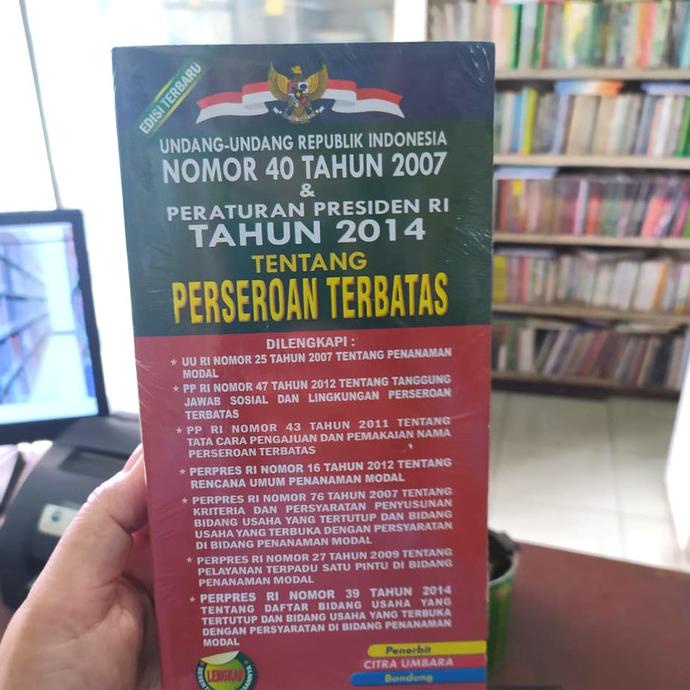 EDISI TERBARU
UNDANG-UNDANG REPUBLIK INDONESIA
NOMOR 40 TAHUN 2007
&
PERATURAN PRESIDEN RI
TAHUN 2014
TENTANG
PERSEROAN TERBATAS
DILENGKAPI :
★ UU RI NOMOR 25 TAHUN 2007 TENTANG PENANAMAN
MODAL
★ PP RI NOMOR 47 TAHUN 2012 TENTANG TANGGUNG
JAWAB SOSIAL DAN LINGKUNGAN PERSEROAN
TERBATAS
★ PP RI NOMOR 43 TAHUN 2011 TENTANG
TATA CARA PENGAJUAN DAN PEMAKAIAN NAMA
PERSEROAN TERBATAS
★ PERPRES RI NOMOR 16 TAHUN 2012 TENTANG
RENCANA UMUM PENANAMAN MODAL
★ PERPRES RI NOMOR 76 TAHUN 2007 TENTANG
KRITERIA DAN PERSYARATAN PENYUSUNAN
BIDANG USAHA YANG TERTUTUP DAN BIDANG
USAHA YANG TERBUKA DENGAN PERSYARATAN
DI BIDANG PENANAMAN MODAL
★ PERPRES RI NOMOR 27 TAHUN 2009 TENTANG
PELAYANAN TERPADU SATU PINTU DI BIDANG
PENANAMAN MODAL
★ PERPRES RI NOMOR 39 TAHUN 2014
TENTANG DAFTAR BIDANG USAHA YANG
TERTUTUP DAN BIDANG USAHA YANG TERBUKA
DENGAN PERSYARATAN DI BIDANG PENANAMAN
MODAL
LENGKAP
Penerbit
CITRA UMBARA
Bandung